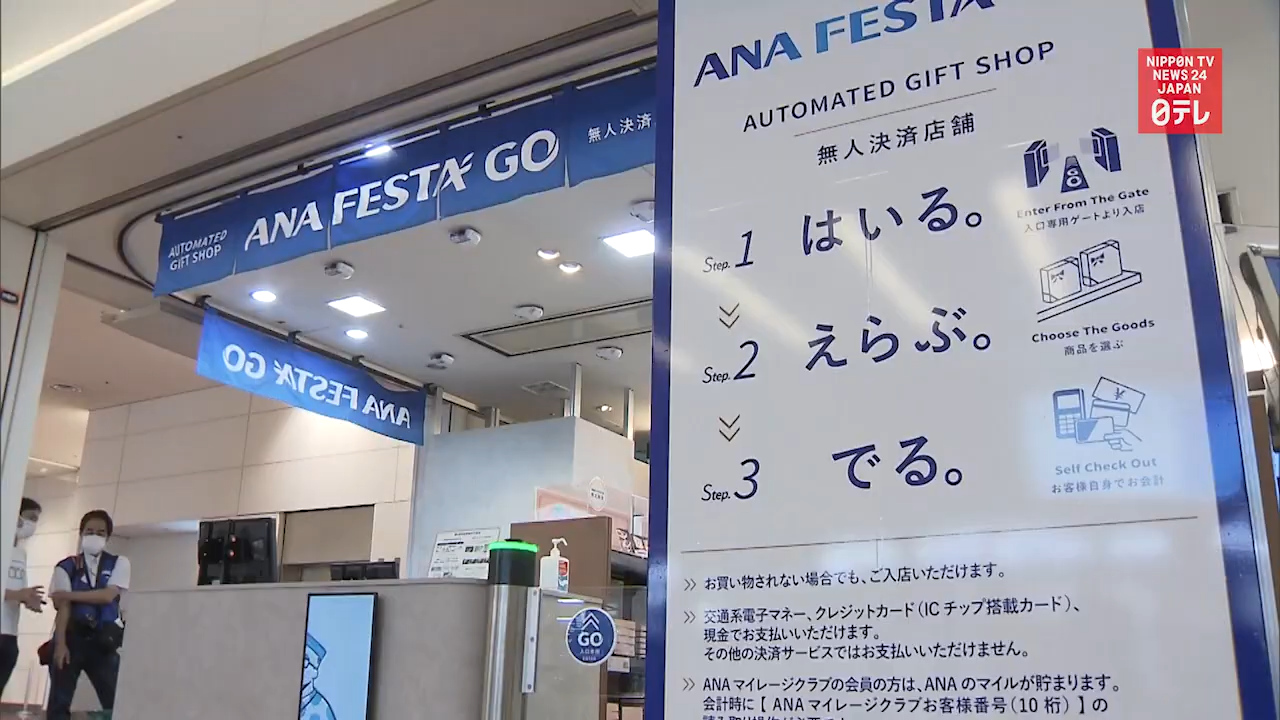 NIPPON TV
NEWS 24
JAPAN
日テレ
AUTOMATED
GIFT SHOP
ANA FESTA GO
無人決済
ANA FESTA GO
GO
入口専用
ANA FESTA
AUTOMATED GIFT SHOP
無人決済店舗
Step. 1
はいる。
Enter From The Gate
入口専用ゲートより入店
GO
Step. 2
えらぶ。
Choose The Goods
商品を選ぶ
Step. 3
でる。
Self Check Out
お客様自身でお会計
お買い物されない場合でも、ご入店いただけます。
交通系電子マネー、クレジットカード(ICチップ搭載カード)、
現金でお支払いいただけます。
その他の決済サービスではお支払いいただけません。
ANAマイレージクラブの会員の方は、ANAのマイルが貯まります。
会計時に【ANAマイレージクラブお客様番号(10桁)】の